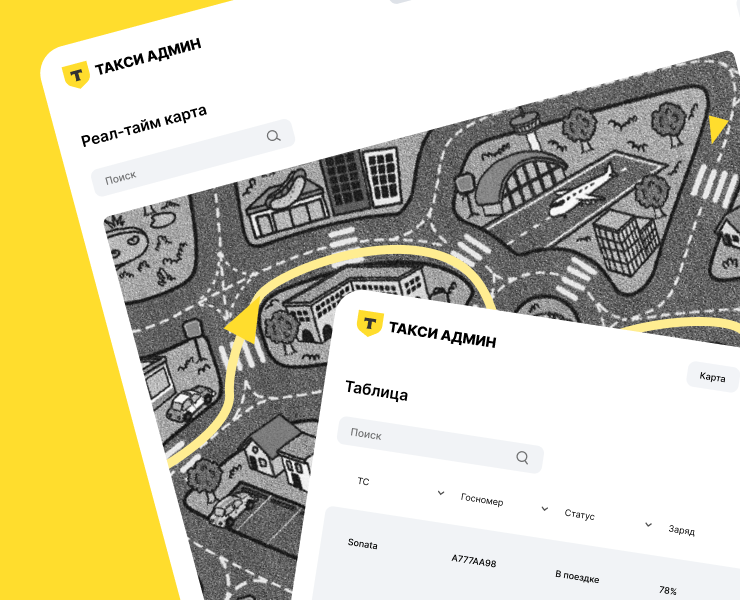 ТАКСИ АДМИН
Реал-тайм карта
Поиск
ТАКСИ АДМИН
Карта
Таблица
Поиск
ТС Госномер Статус Заряд
Sonata А777АА98 В поездке 78%